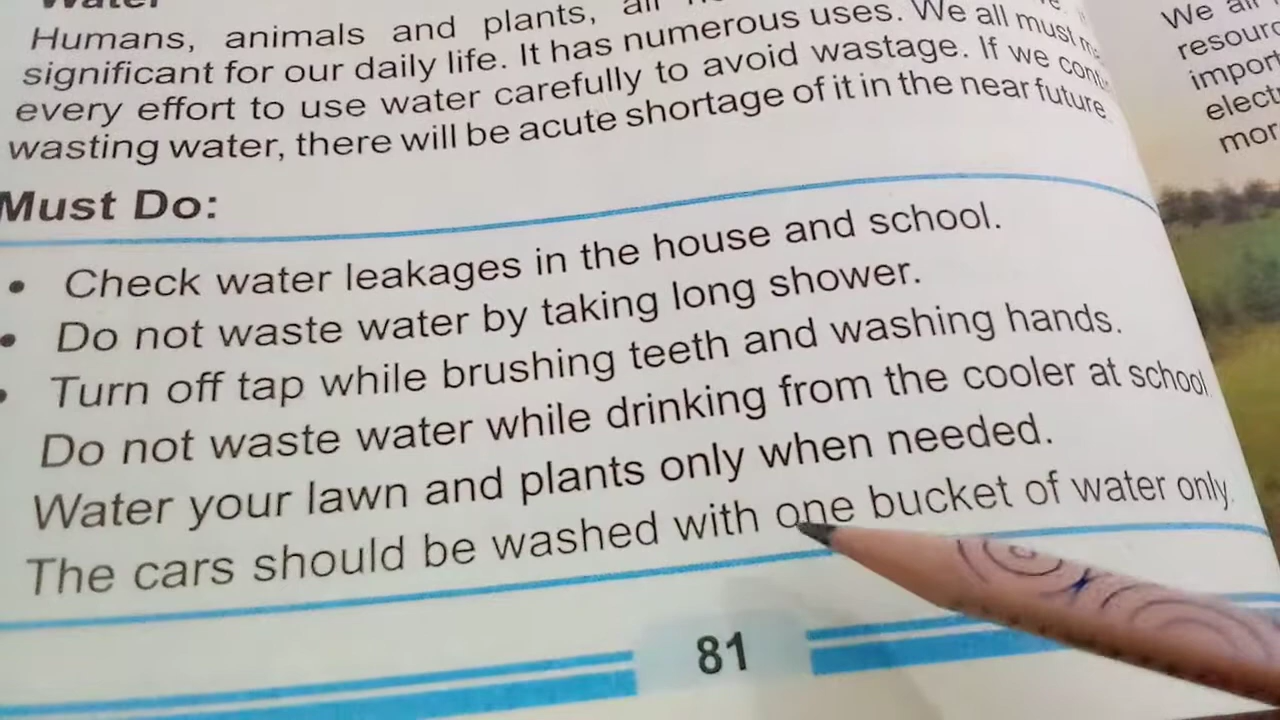 Water
Humans, animals and plants, all
significant for our daily life. It has numerous uses. We all must
every effort to use water carefully to avoid wastage. If we
wasting water, there will be acute shortage of it in the near future.
Must Do:
• Check water leakages in the house and school.
• Do not waste water by taking long shower.
• Turn off tap while brushing teeth and washing hands.
Do not waste water while drinking from the cooler at school
Water your lawn and plants only when needed.
The cars should be washed with one bucket of water only.
81
We all